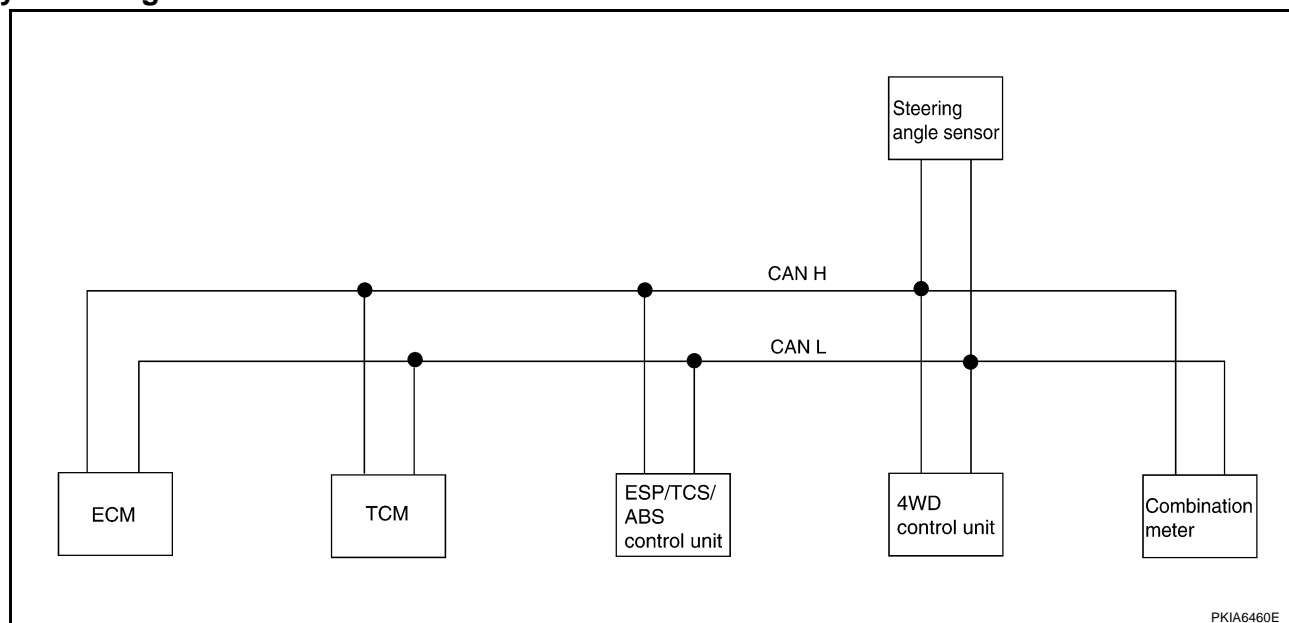 Steering
angle sensor
CAN H
CAN L
ECM
TCM
ESP/TCS/
ABS
control unit
4WD
control unit
Combination
meter
PKIA6460E